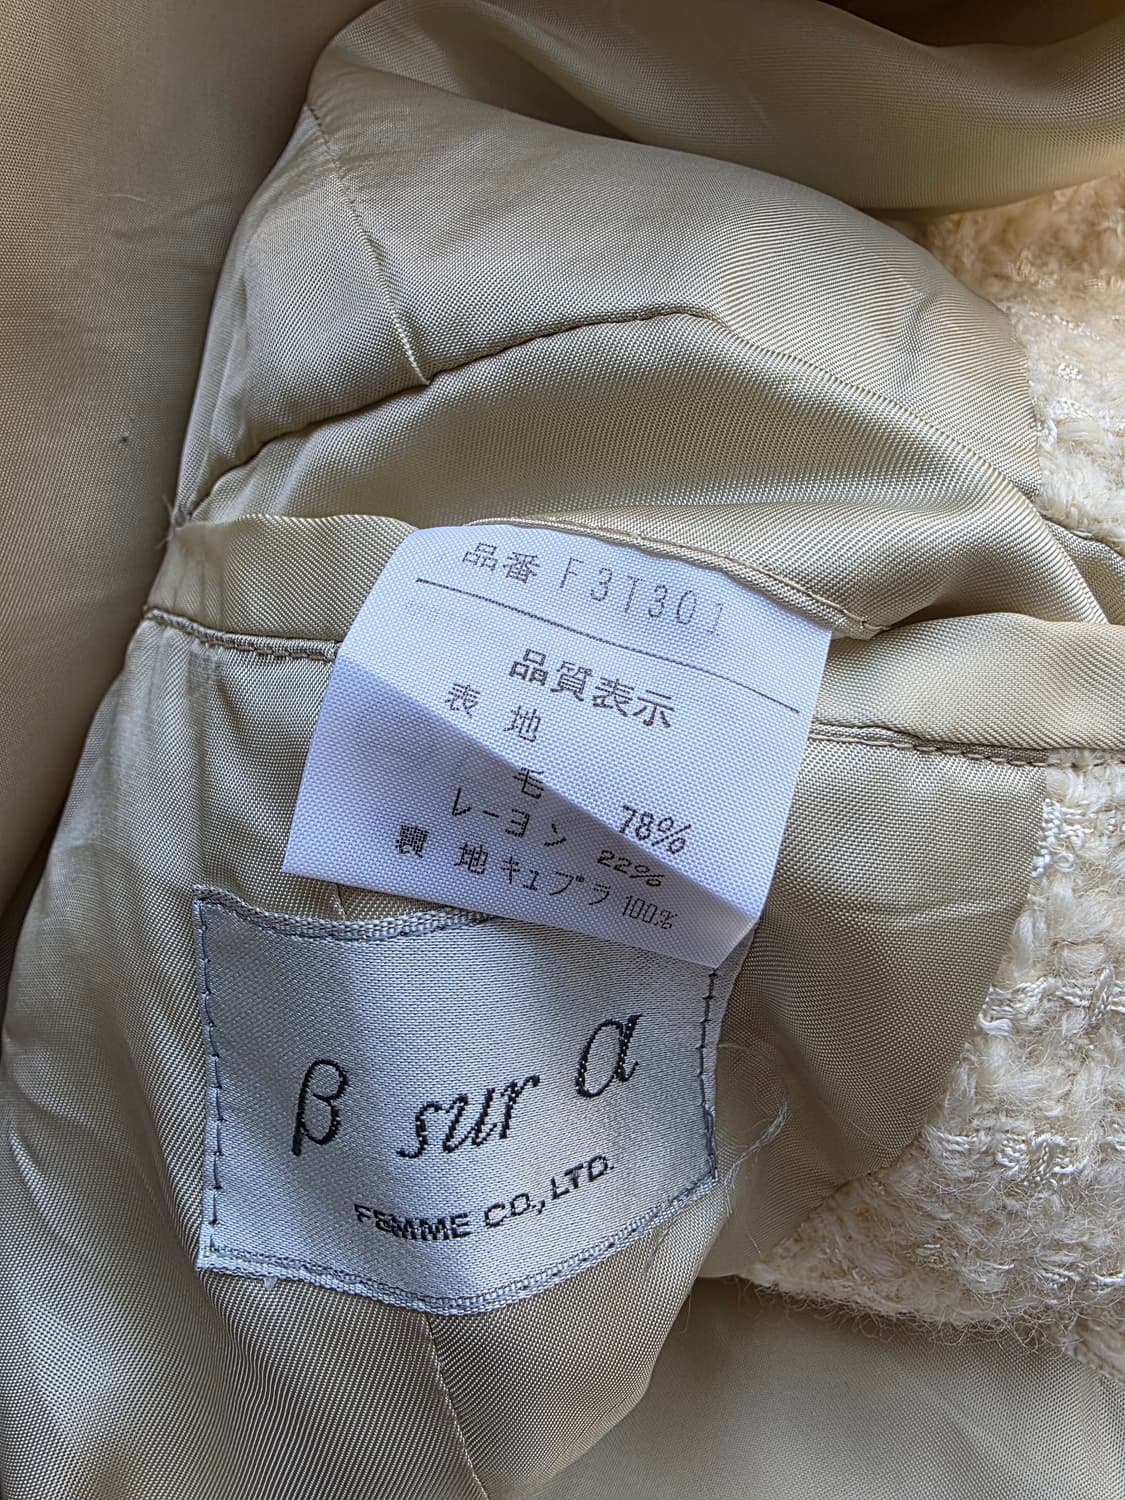 品番 F3T301
品質表示
表 地
毛 78%
レーヨン 22%
裏 地 キュプラ 100%
β sur α
FEMME CO., LTD.